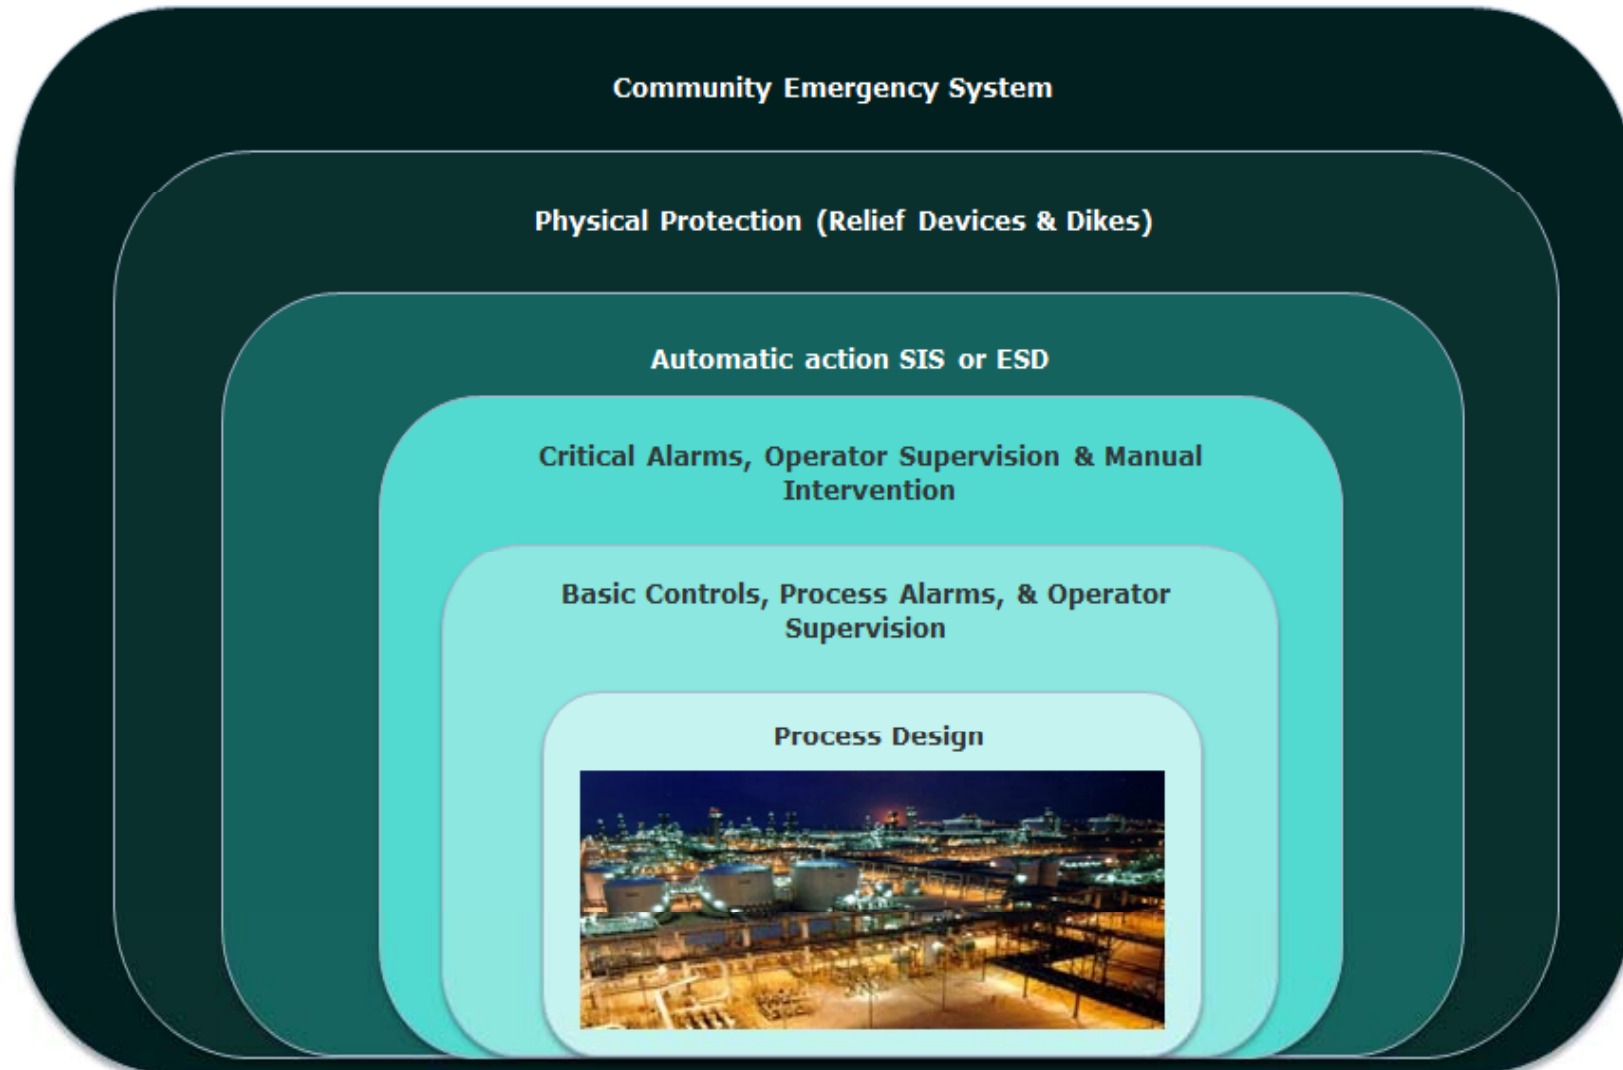 Community Emergency System
Physical Protection (Relief Devices & Dikes)
Automatic action SIS or ESD
Critical Alarms, Operator Supervision & Manual
Intervention
Basic Controls, Process Alarms, & Operator
Supervision
Process Design